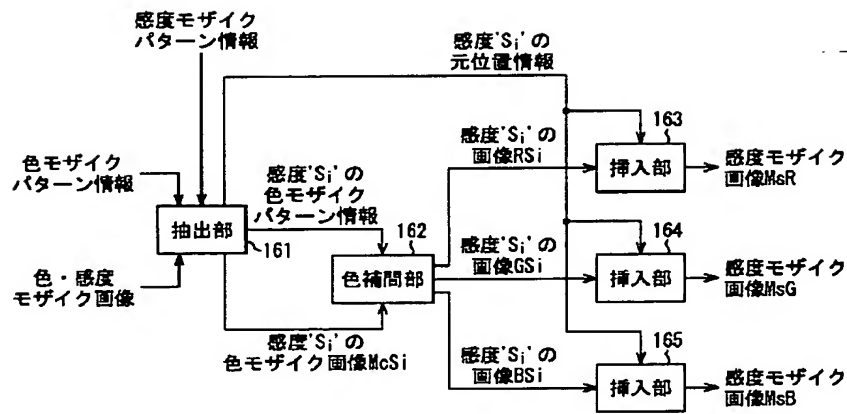 感度モザイク
パターン情報
感度'Si'の
元位置情報
色モザイク
パターン情報
感度'Si'の
色モザイク
パターン情報
抽出部
161
色・感度
モザイク画像
感度'Si'の
色モザイク画像McSi
162
色補間部
感度'Si'の
画像RSi
163
挿入部
感度モザイク
画像MsR
感度'Si'の
画像GSi
164
挿入部
感度モザイク
画像MsG
感度'Si'の
画像BSi
165
挿入部
感度モザイク
画像MsB